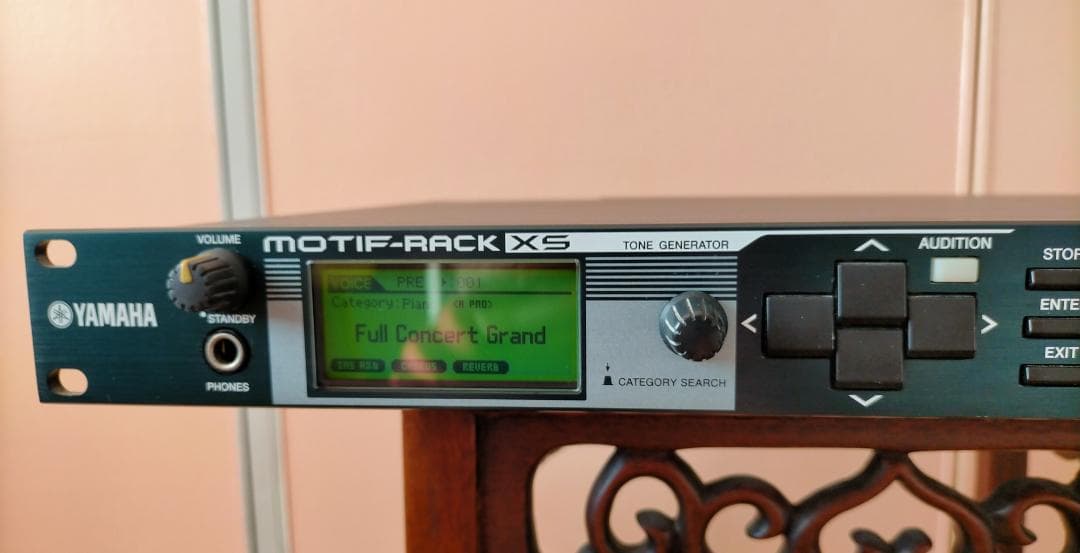 VOLUME
MOTIF-RACK XS
TONE GENERATOR
AUDITION
STOR
YAMAHA
STANDBY
PHONES
VOICE PRE 001
Category:Piano
Full Concert Grand
REVERB
CATEGORY SEARCH
ENTE
EXIT